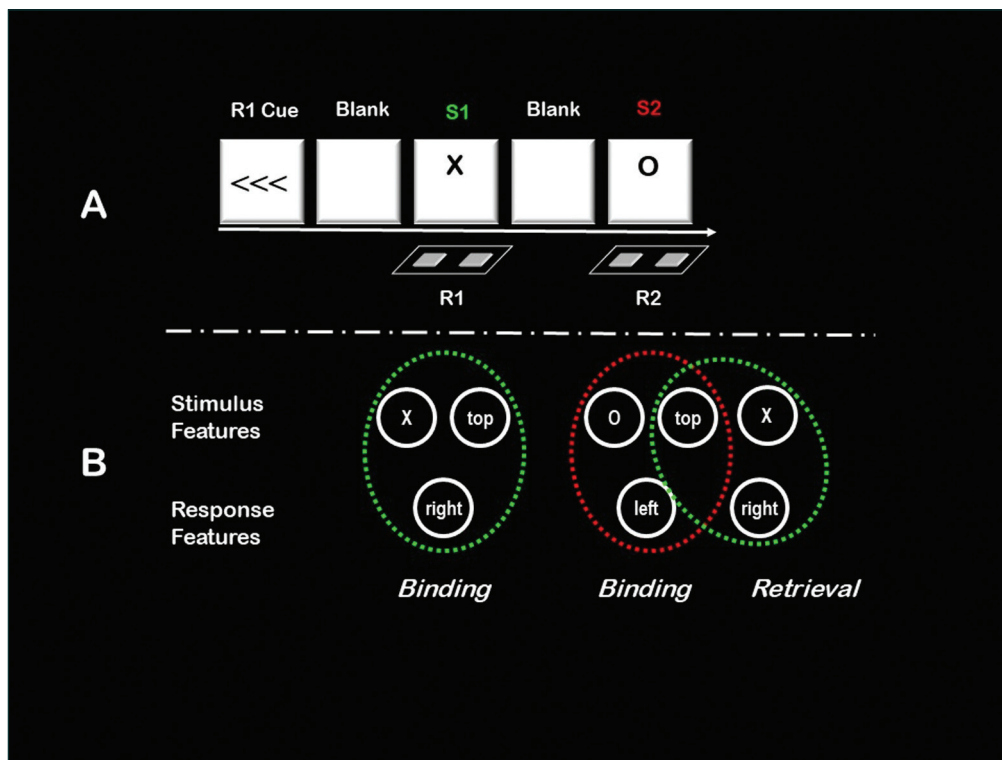 R1 Cue Blank S1 Blank S2
<<< X O
A
R1 R2
Stimulus
Features
X top O top X
B
Response
Features
right left right
Binding Binding Retrieval